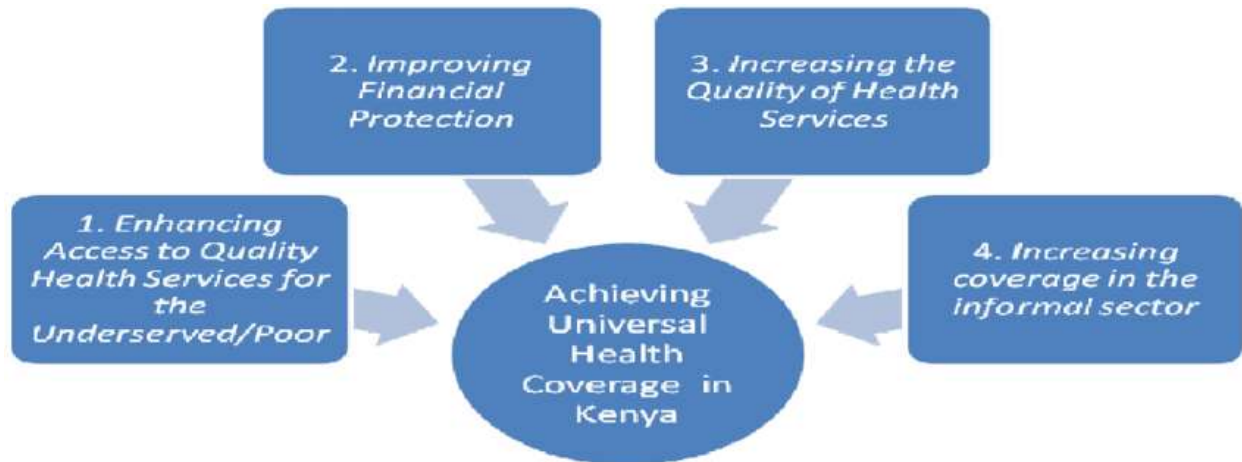 1. Enhancing
Access to Quality
Health Services for
the
Underserved/Poor
2. Improving
Financial
Protection
3. Increasing the
Quality of Health
Services
4. Increasing
coverage in the
informal sector
Achieving
Universal
Health
Coverage in
Kenya